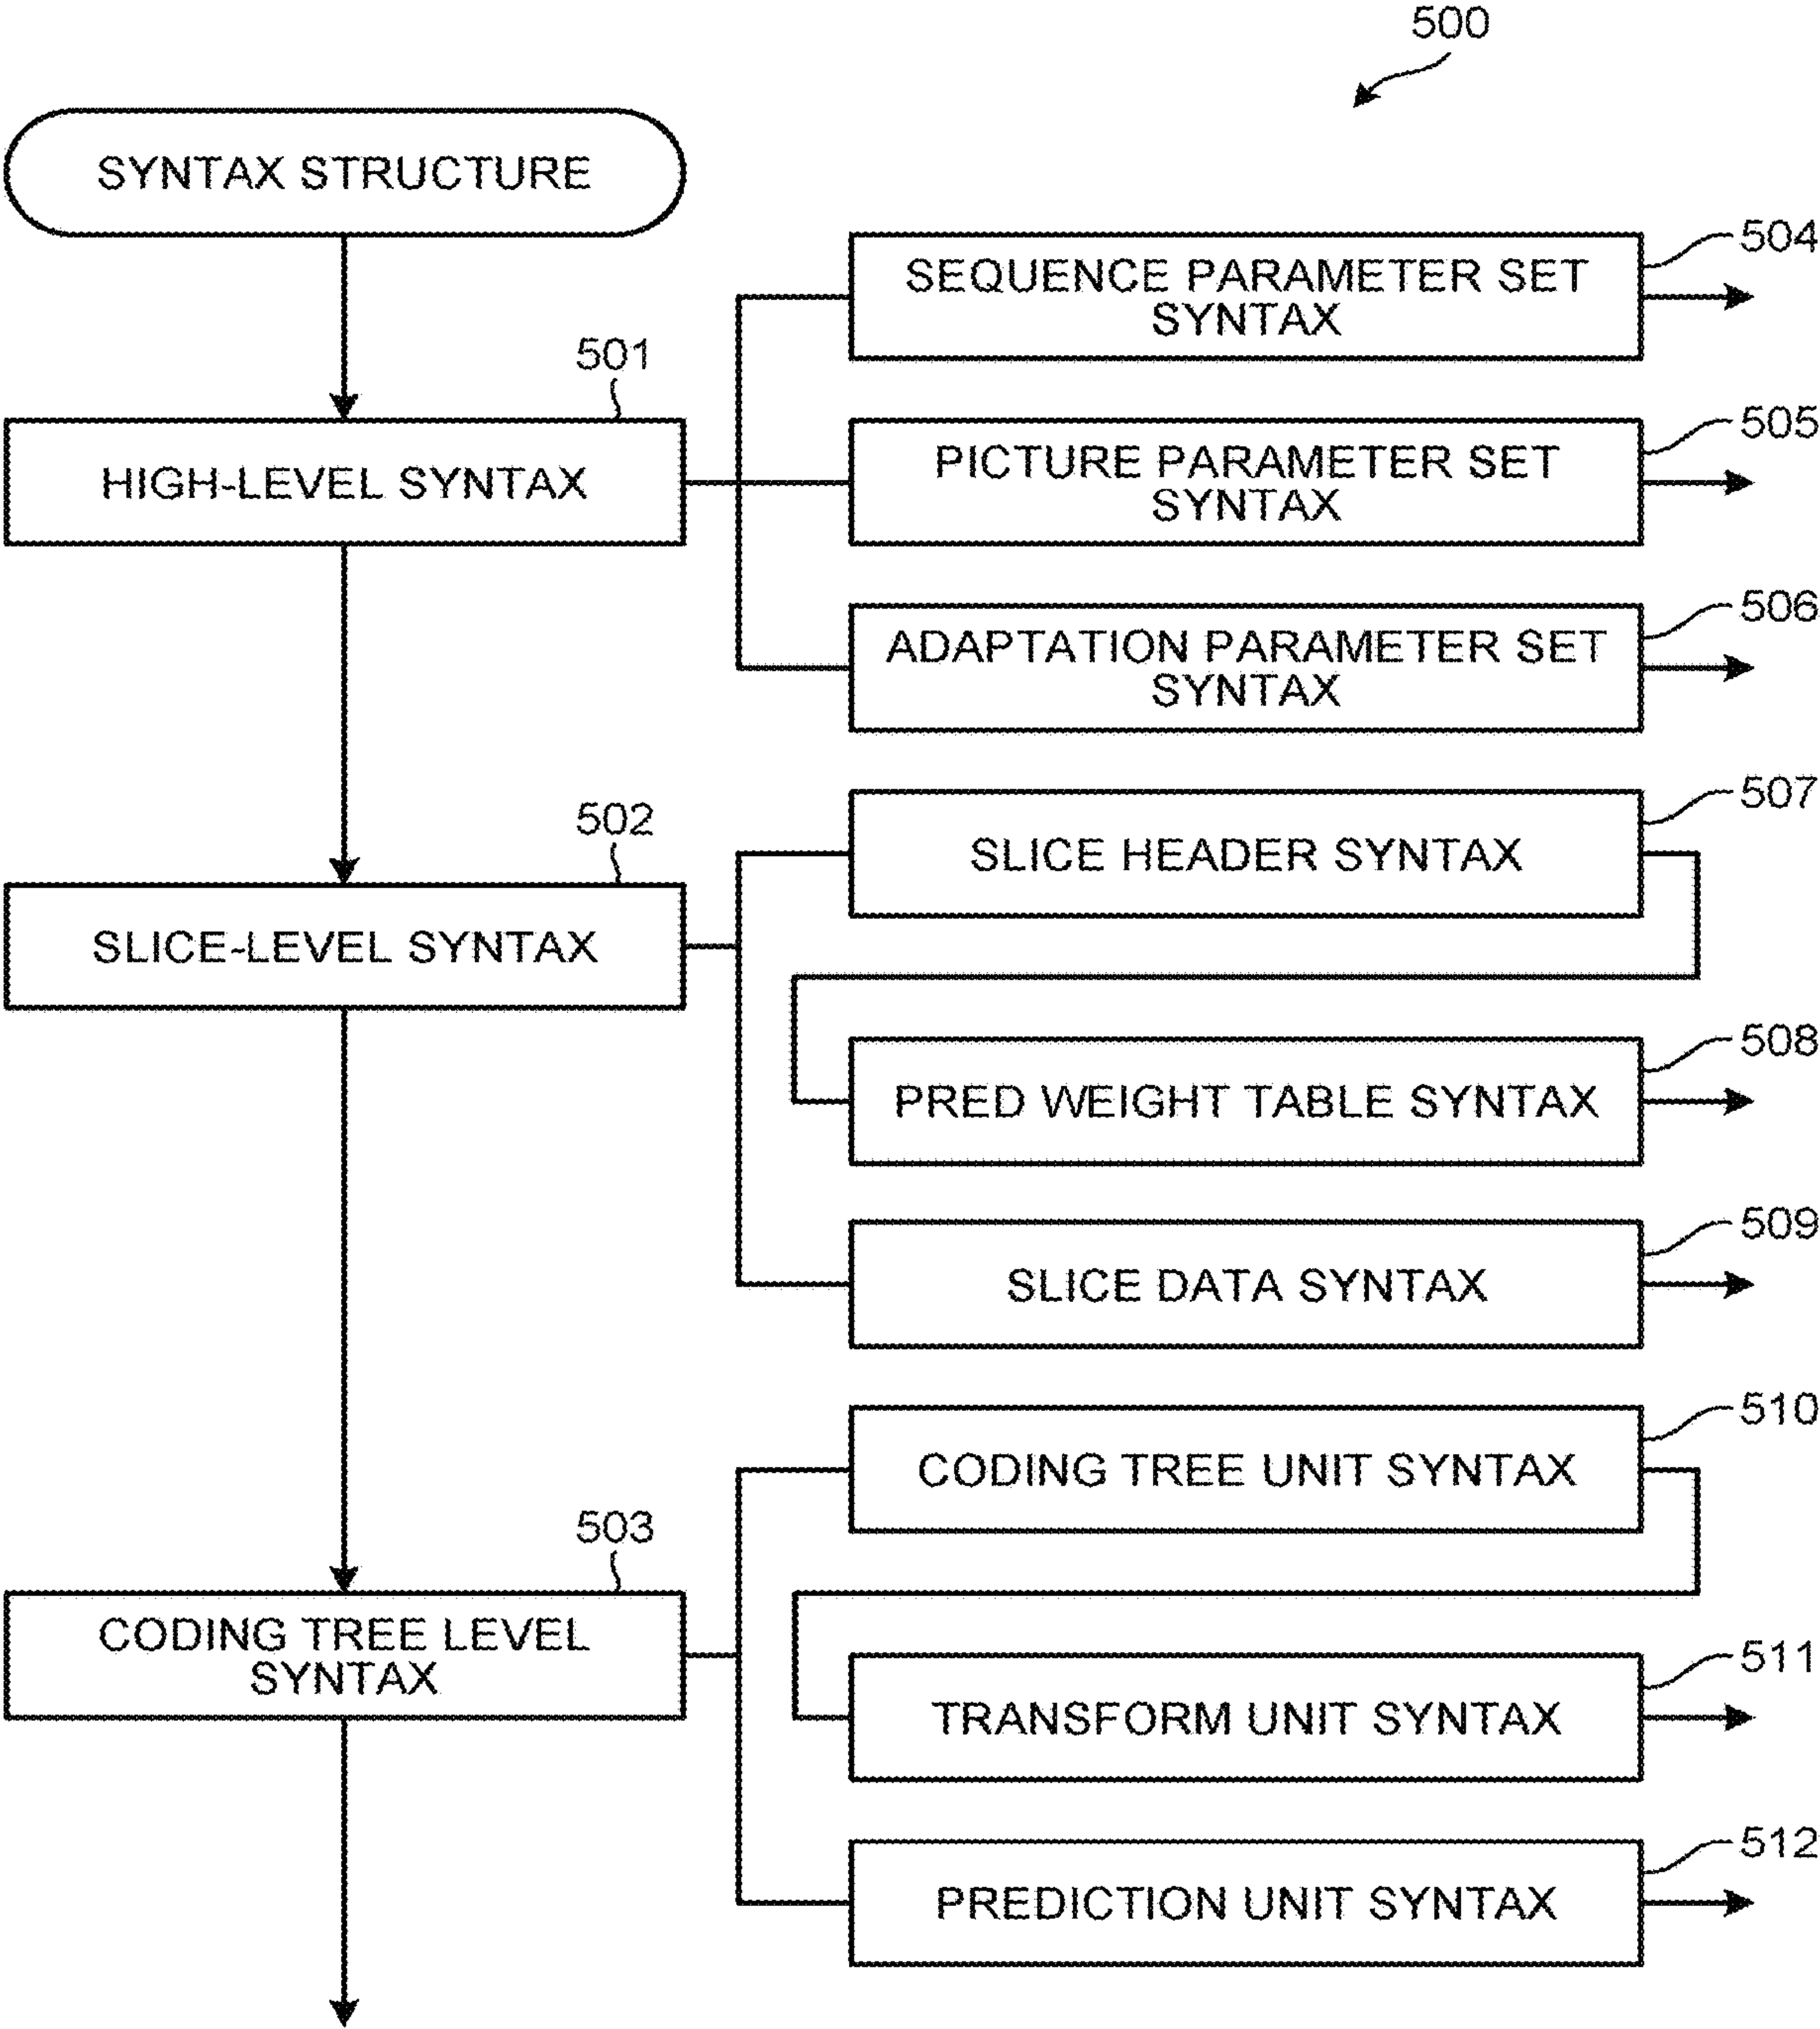 500
SYNTAX STRUCTURE
504
SEQUENCE PARAMETER SET
SYNTAX
501
HIGH-LEVEL SYNTAX
505
PICTURE PARAMETER SET
SYNTAX
506
ADAPTATION PARAMETER SET
SYNTAX
502
SLICE-LEVEL SYNTAX
507
SLICE HEADER SYNTAX
508
PRED WEIGHT TABLE SYNTAX
509
SLICE DATA SYNTAX
503
CODING TREE LEVEL
SYNTAX
510
CODING TREE UNIT SYNTAX
511
TRANSFORM UNIT SYNTAX
512
PREDICTION UNIT SYNTAX